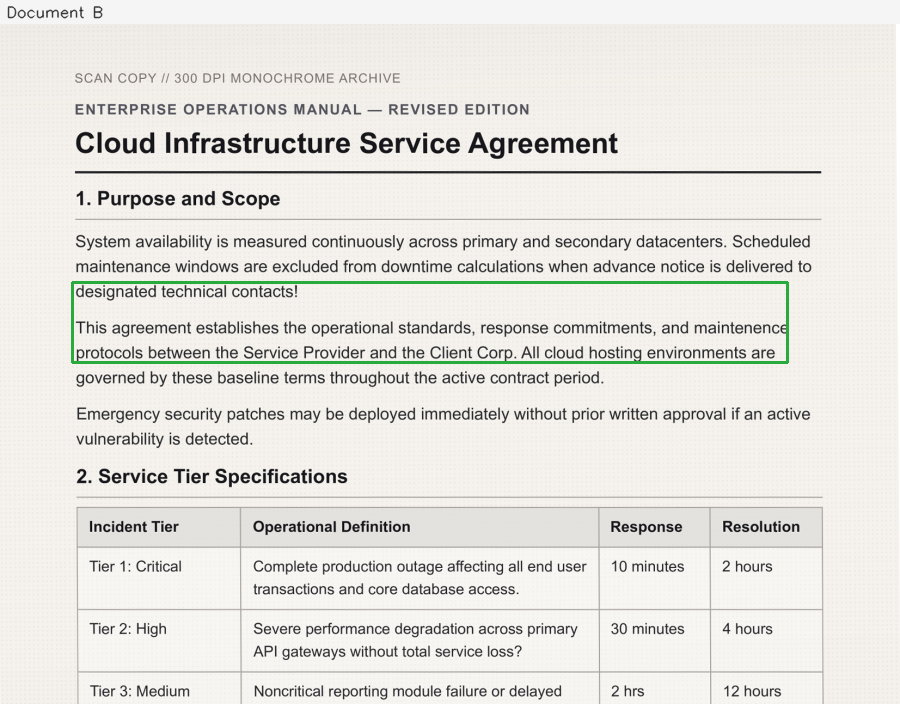 Document B
SCAN COPY // 300 DPI MONOCHROME ARCHIVE
ENTERPRISE OPERATIONS MANUAL — REVISED EDITION
Cloud Infrastructure Service Agreement
1. Purpose and Scope
System availability is measured continuously across primary and secondary datacenters. Scheduled
maintenance windows are excluded from downtime calculations when advance notice is delivered to
designated technical contacts!
This agreement establishes the operational standards, response commitments, and maintenence
protocols between the Service Provider and the Client Corp. All cloud hosting environments are
governed by these baseline terms throughout the active contract period.
Emergency security patches may be deployed immediately without prior written approval if an active
vulnerability is detected.
2. Service Tier Specifications
Incident Tier Operational Definition Response Resolution
Tier 1: Critical Complete production outage affecting all end user 10 minutes 2 hours
transactions and core database access.
Tier 2: High Severe performance degradation across primary 30 minutes 4 hours
API gateways without total service loss?
Tier 3: Medium Noncritical reporting module failure or delayed 2 hrs 12 hours